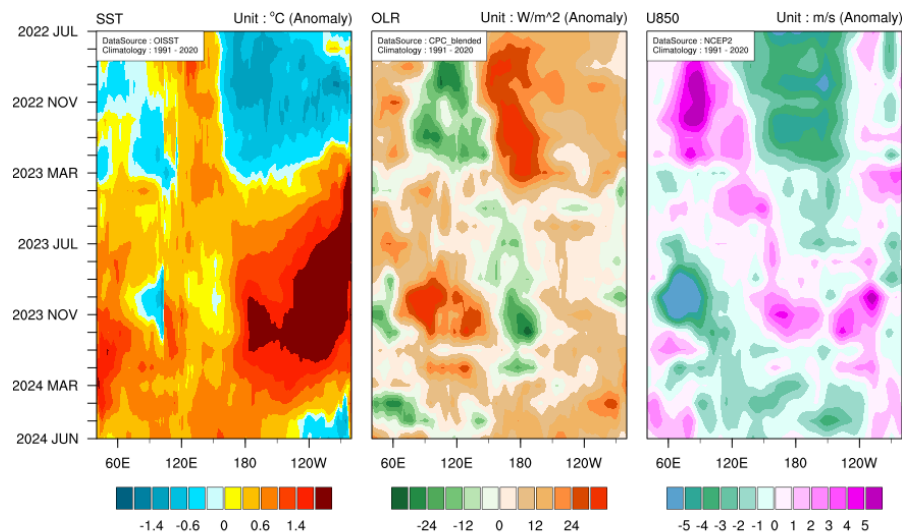 SST Unit : °C (Anomaly)
OLR Unit : W/m^2 (Anomaly)
U850 Unit : m/s (Anomaly)
DataSource : OISST
Climatology : 1991 - 2020
DataSource : CPC_blended
Climatology : 1991 - 2020
DataSource : NCEP2
Climatology : 1991 - 2020
2022 JUL
2022 NOV
2023 MAR
2023 JUL
2023 NOV
2024 MAR
2024 JUN
60E 120E 180 120W
60E 120E 180 120W
60E 120E 180 120W
-1.4 -0.6 0 0.6 1.4
-24 -12 0 12 24
-5 -4 -3 -2 -1 0 1 2 3 4 5